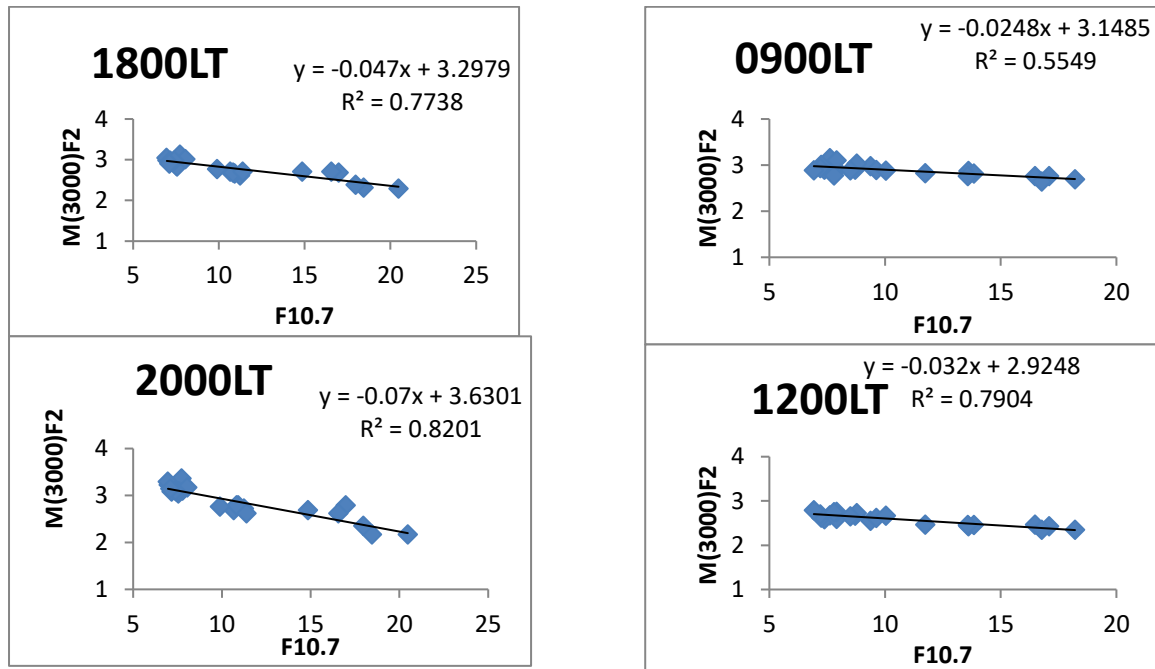 1800LT
y = -0.047x + 3.2979
R² = 0.7738
M(3000)F2
4
3
2
1
5
10
15
20
25
F10.7
0900LT
y = -0.0248x + 3.1485
R² = 0.5549
M(3000)F2
4
3
2
1
5
10
15
20
F10.7
2000LT
y = -0.07x + 3.6301
R² = 0.8201
M(3000)F2
4
3
2
1
5
10
15
20
25
F10.7
1200LT
y = -0.032x + 2.9248
R² = 0.7904
M(3000)F2
4
3
2
1
5
10
15
20
F10.7